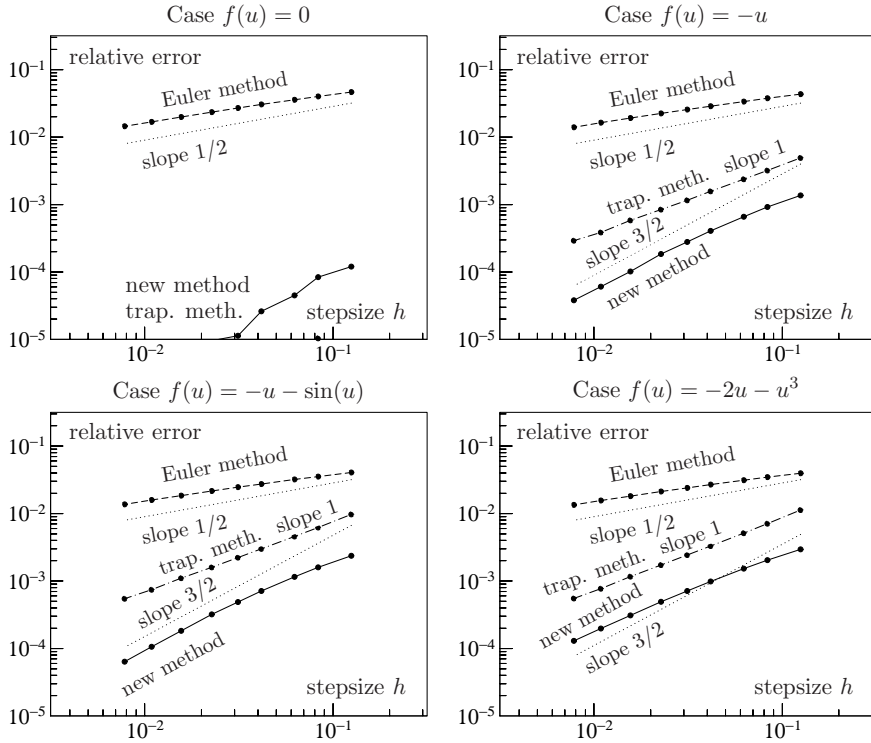 Case f(u) = 0
relative error
Euler method
slope 1/2
new method
trap. meth.
stepsize h
10⁻¹
10⁻²
10⁻³
10⁻⁴
10⁻⁵
10⁻²
10⁻¹
Case f(u) = −u
relative error
Euler method
slope 1/2
trap. meth. slope 1
slope 3/2
new method
stepsize h
10⁻¹
10⁻²
10⁻³
10⁻⁴
10⁻⁵
10⁻²
10⁻¹
Case f(u) = −u − sin(u)
relative error
Euler method
slope 1/2
trap. meth. slope 1
slope 3/2
new method
stepsize h
10⁻¹
10⁻²
10⁻³
10⁻⁴
10⁻⁵
10⁻²
10⁻¹
Case f(u) = −2u − u³
relative error
Euler method
slope 1/2
trap. meth. slope 1
new method
slope 3/2
stepsize h
10⁻¹
10⁻²
10⁻³
10⁻⁴
10⁻⁵
10⁻²
10⁻¹